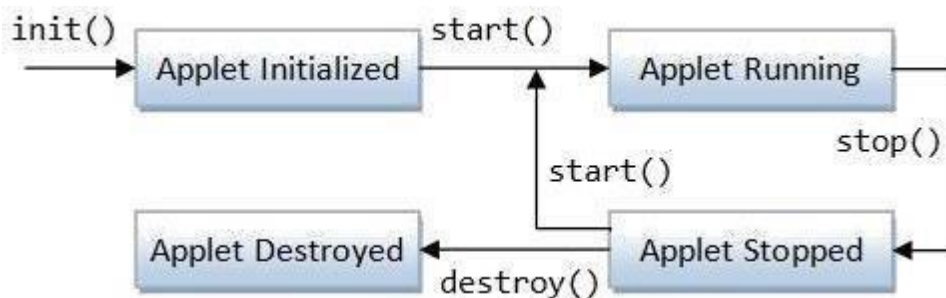 init()
start()
Applet Initialized
Applet Running
stop()
start()
Applet Destroyed
Applet Stopped
destroy()